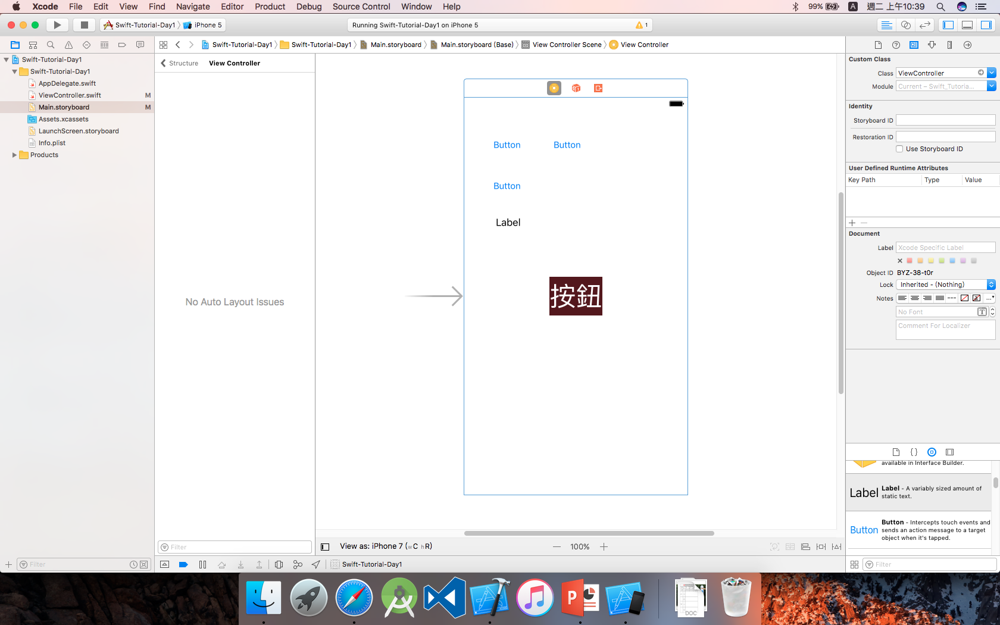 Xcode File Edit View Find Navigate Editor Product Debug Source Control Window Help 99% A 週二 上午10:39
Swift-Tutorial-Day1 iPhone 5 Running Swift-Tutorial-Day1 on iPhone 5 1
Swift-Tutorial-Day1 Swift-Tutorial-Day1 Main.storyboard Main.storyboard (Base) View Controller Scene View Controller
Swift-Tutorial-Day1
Swift-Tutorial-Day1
AppDelegate.swift
ViewController.swift M
Main.storyboard M
Assets.xcassets
LaunchScreen.storyboard
Info.plist
Products
Filter
Structure View Controller
No Auto Layout Issues
Filter
Button Button
Button
Label
按鈕
View as: iPhone 7 (wC hR) 100%
Swift-Tutorial-Day1
Custom Class
Class ViewController
Module Current – Swift_Tutoria...
Identity
Storyboard ID
Restoration ID
Use Storyboard ID
User Defined Runtime Attributes
Key Path Type Value
Document
Label Xcode Specific Label
Object ID BYZ-38-t0r
Lock Inherited - (Nothing)
Notes
No Font
Comment For Localizer
available in Interface Builder.
Label Label - A variably sized amount of
static text.
Button Button - Intercepts touch events and
sends an action message to a target
object when it's tapped.
Filter
P
DOC